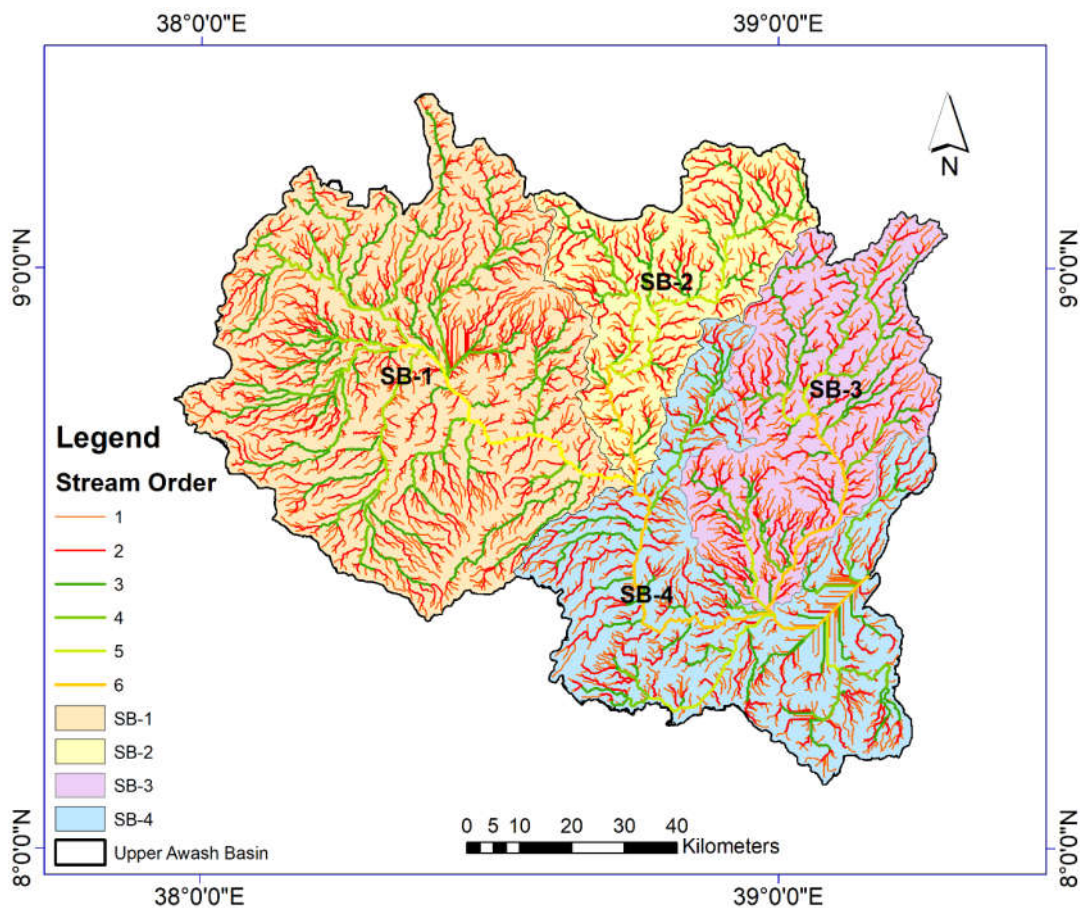 38°0'0"E 39°0'0"E
N
9°0'0"N 9°0'0"N
SB-2
SB-1
SB-3
SB-4
Legend
Stream Order
1
2
3
4
5
6
SB-1
SB-2
SB-3
SB-4
Upper Awash Basin
0 5 10 20 30 40
Kilometers
8°0'0"N 8°0'0"N
38°0'0"E 39°0'0"E